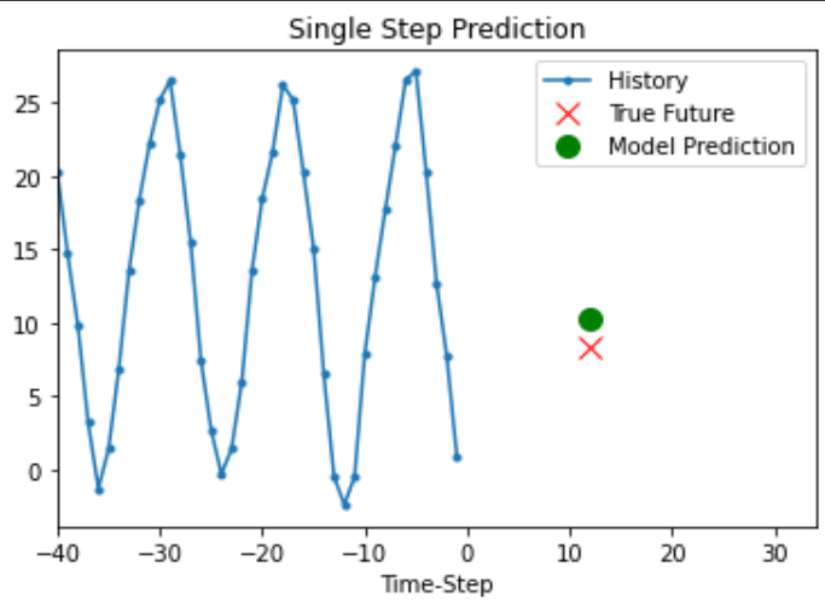 Single Step Prediction
History
True Future
Model Prediction
25
20
15
10
5
0
−40 −30 −20 −10 0 10 20 30
Time-Step